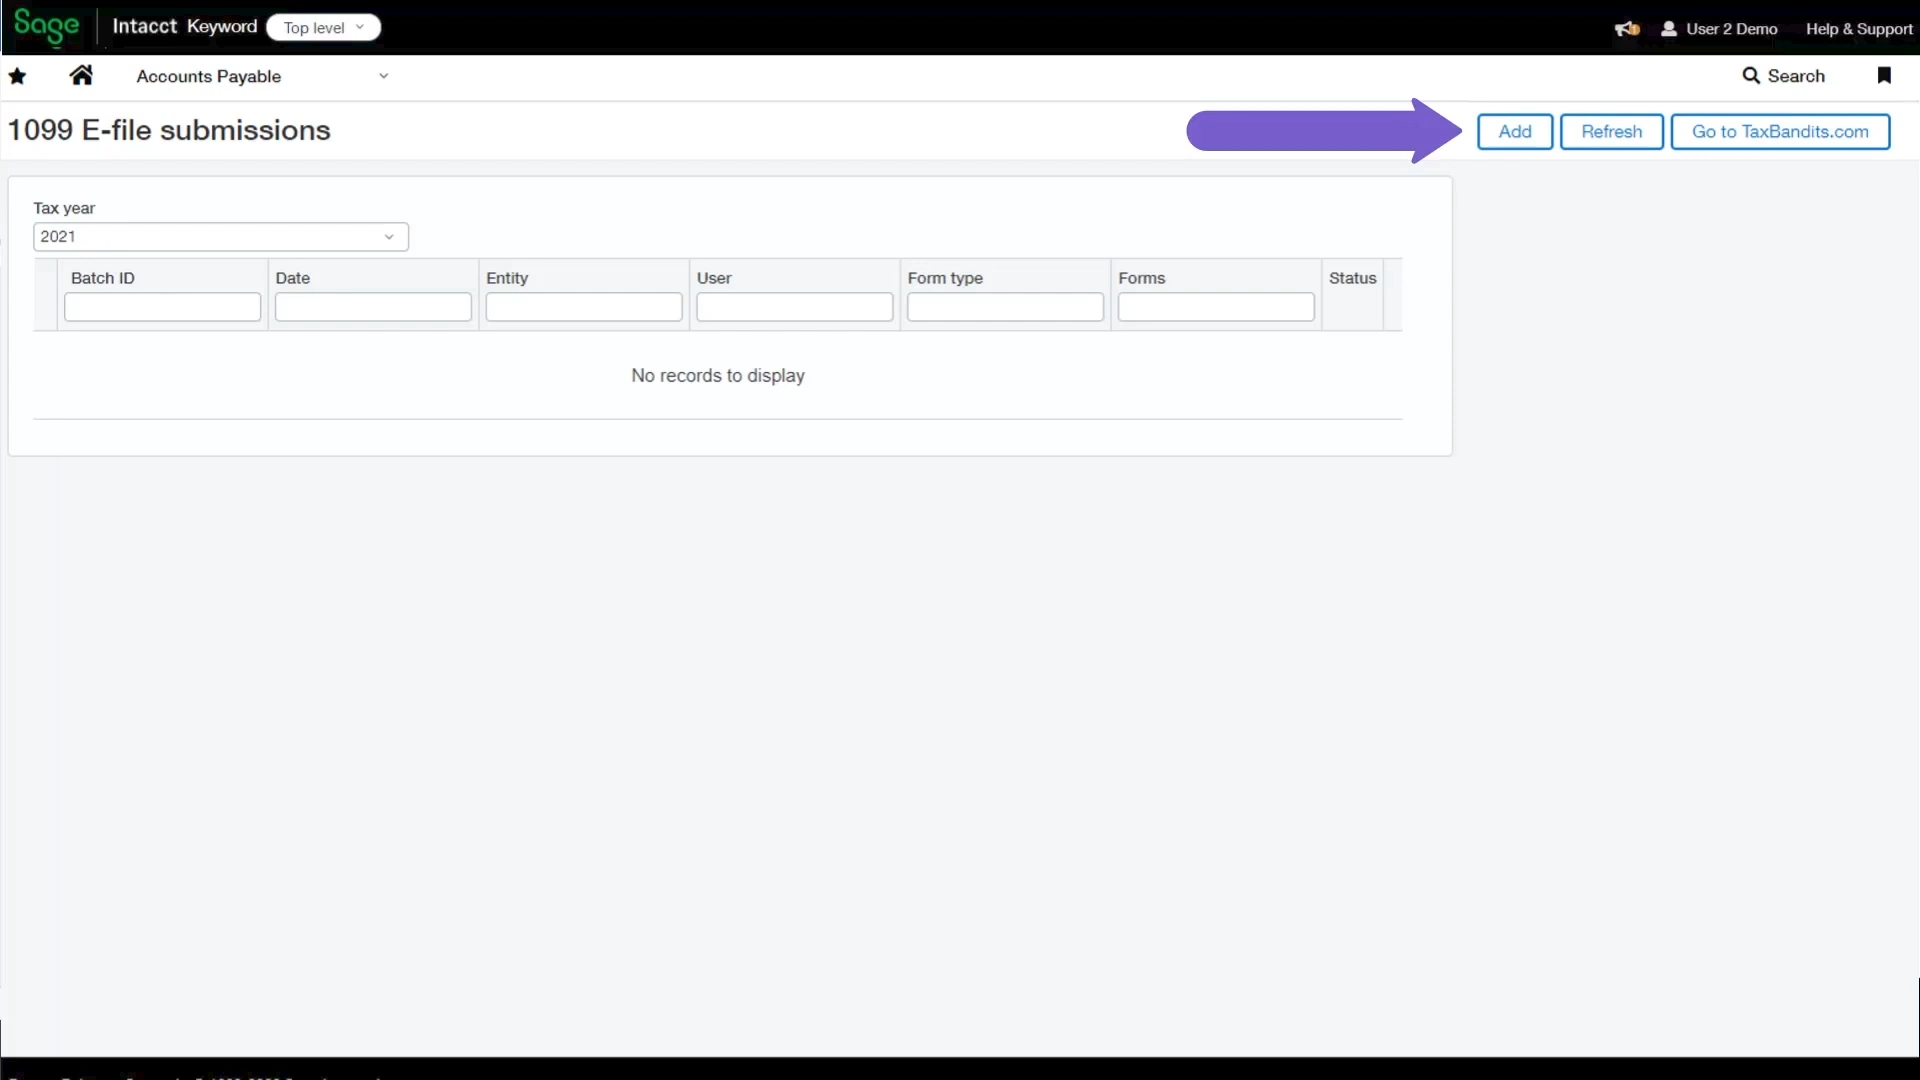 Sage Intacct Keyword Top level User 2 Demo Help & Support
Accounts Payable Search
1099 E-file submissions Add Refresh Go to TaxBandits.com
Tax year
2021
Batch ID Date Entity User Form type Forms Status
No records to display